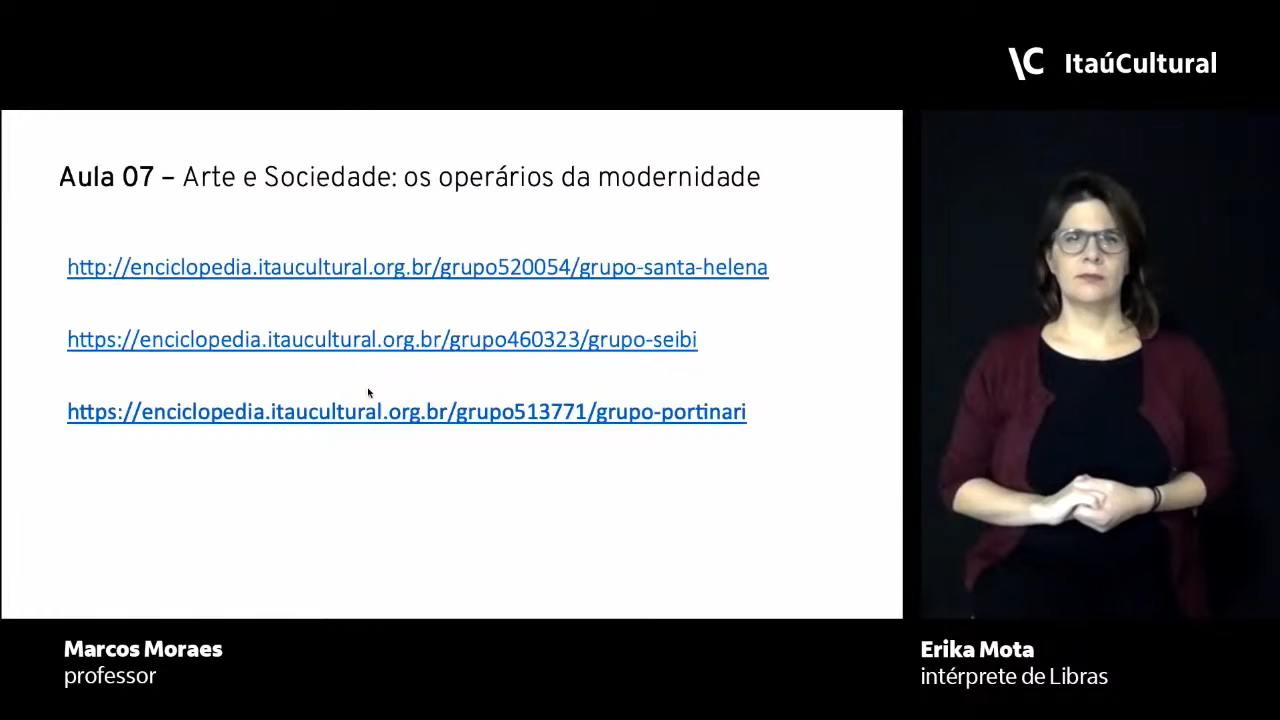 \C ItaúCultural
Aula 07 – Arte e Sociedade: os operários da modernidade
http://enciclopedia.itaucultural.org.br/grupo520054/grupo-santa-helena
https://enciclopedia.itaucultural.org.br/grupo460323/grupo-seibi
https://enciclopedia.itaucultural.org.br/grupo513771/grupo-portinari
Marcos Moraes
professor
Erika Mota
intérprete de Libras